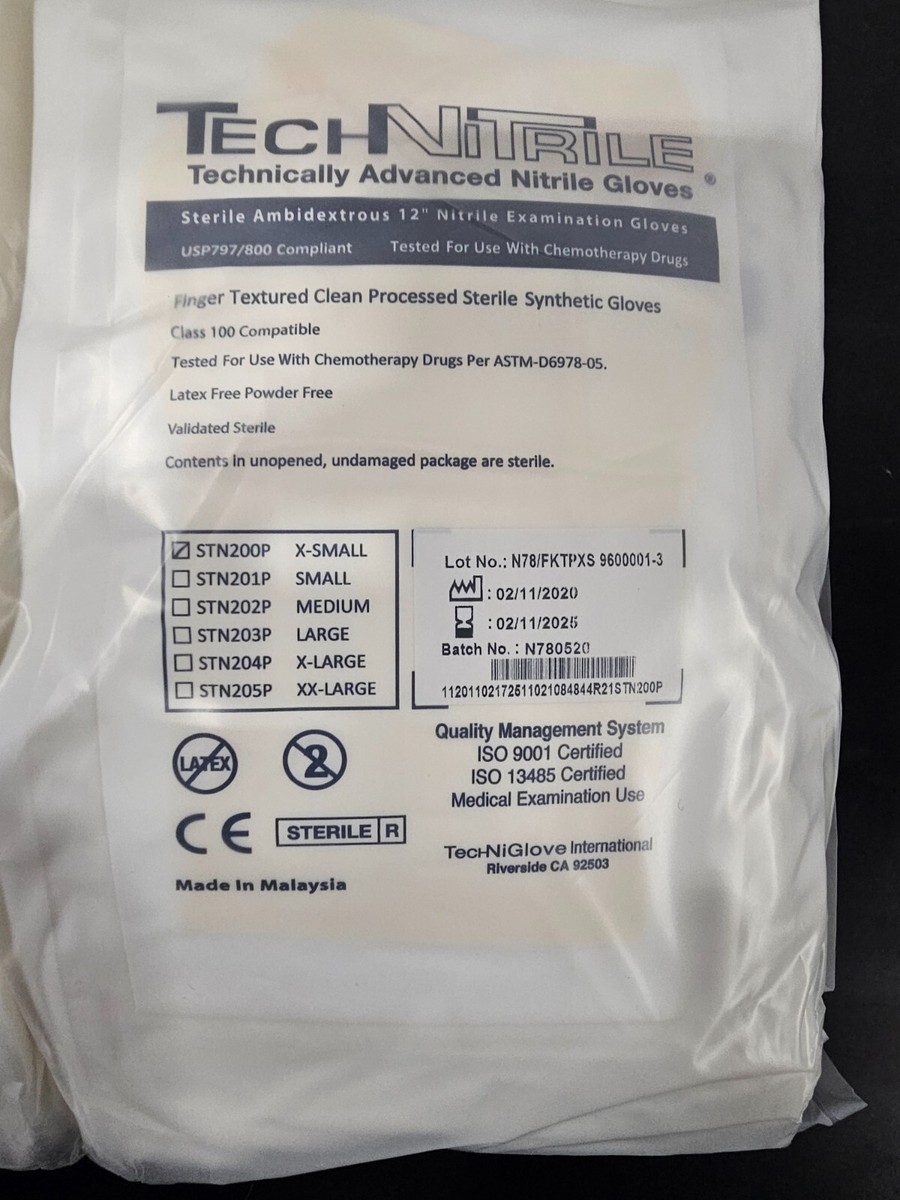 TECHNITRILE
Technically Advanced Nitrile Gloves ®
Sterile Ambidextrous 12" Nitrile Examination Gloves
USP797/800 Compliant Tested For Use With Chemotherapy Drugs
Finger Textured Clean Processed Sterile Synthetic Gloves
Class 100 Compatible
Tested For Use With Chemotherapy Drugs Per ASTM-D6978-05.
Latex Free Powder Free
Validated Sterile
Contents in unopened, undamaged package are sterile.
STN200P X-SMALL
STN201P SMALL
STN202P MEDIUM
STN203P LARGE
STN204P X-LARGE
STN205P XX-LARGE
Lot No.: N78/FKTPXS 9600001-3
: 02/11/2020
: 02/11/2025
Batch No. : N780520
11201102172511021084844R21STN200P
LATEX
2
CE
STERILE R
Made In Malaysia
Quality Management System
ISO 9001 Certified
ISO 13485 Certified
Medical Examination Use
TechNiGlove International
Riverside CA 92503